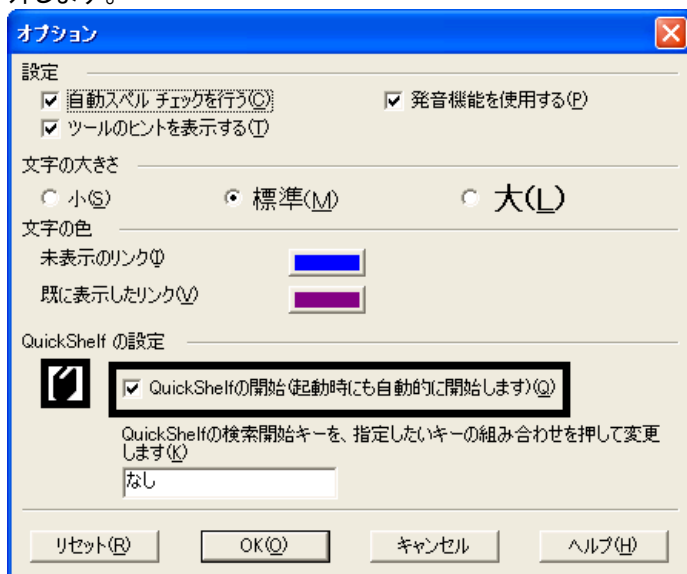 外します。
オプション
設定
自動スペル チェックを行う(C) 発音機能を使用する(P)
ツールのヒントを表示する(T)
文字の大きさ
小(S) 標準(M) 大(L)
文字の色
未表示のリンク(I)
既に表示したリンク(V)
QuickShelf の設定
QuickShelfの開始(起動時にも自動的に開始します)(Q)
QuickShelfの検索開始キーを、指定したいキーの組み合わせを押して変更
します(K)
なし
リセット(R) OK(O) キャンセル ヘルプ(H)